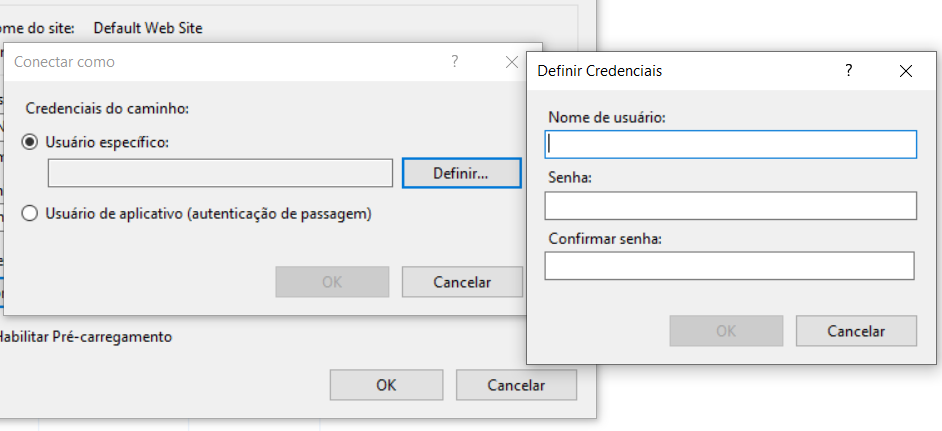 ome do site: Default Web Site
Conectar como ?
Credenciais do caminho:
Usuário específico:
Definir...
Usuário de aplicativo (autenticação de passagem)
OK Cancelar
Habilitar Pré-carregamento
OK Cancelar
Definir Credenciais ?
Nome de usuário:
Senha:
Confirmar senha:
OK Cancelar